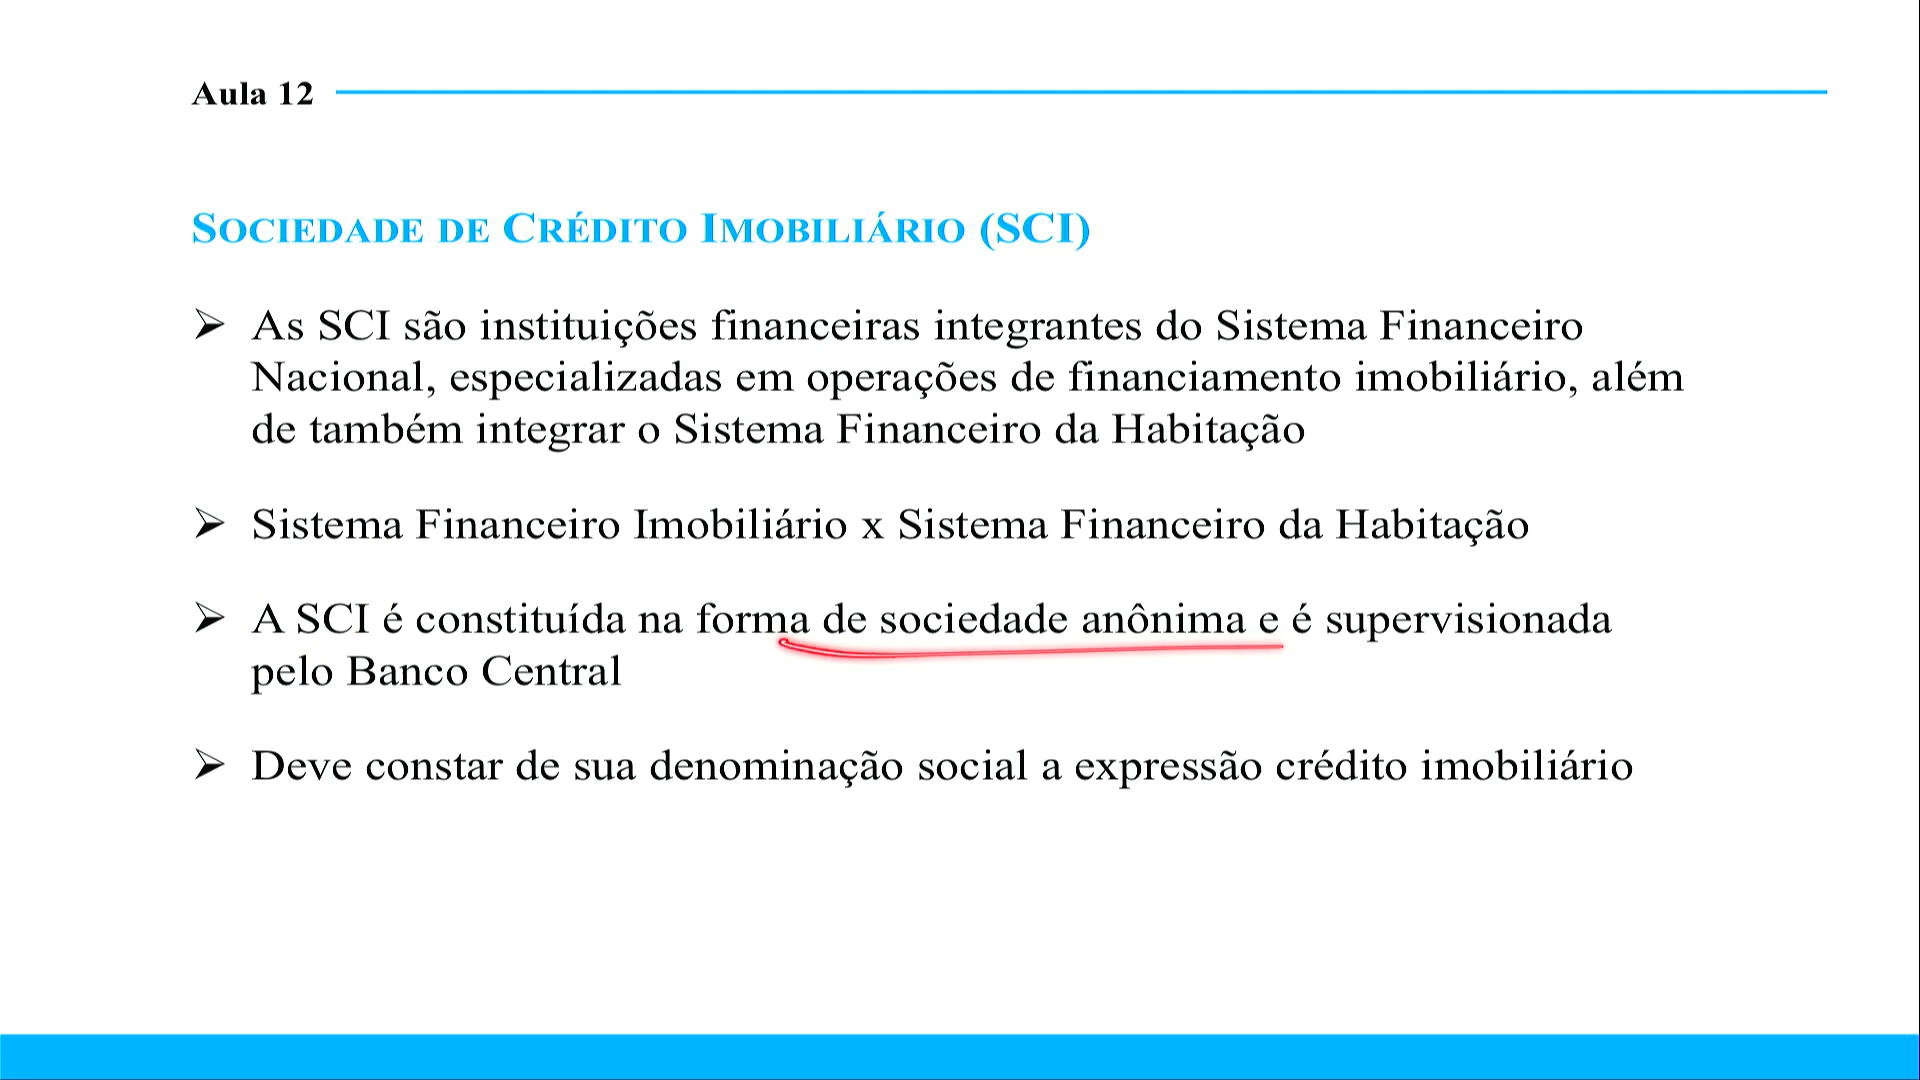 Aula 12
SOCIEDADE DE CRÉDITO IMOBILIÁRIO (SCI)
➢ As SCI são instituições financeiras integrantes do Sistema Financeiro
Nacional, especializadas em operações de financiamento imobiliário, além
de também integrar o Sistema Financeiro da Habitação
➢ Sistema Financeiro Imobiliário x Sistema Financeiro da Habitação
➢ A SCI é constituída na forma de sociedade anônima e é supervisionada
pelo Banco Central
➢ Deve constar de sua denominação social a expressão crédito imobiliário